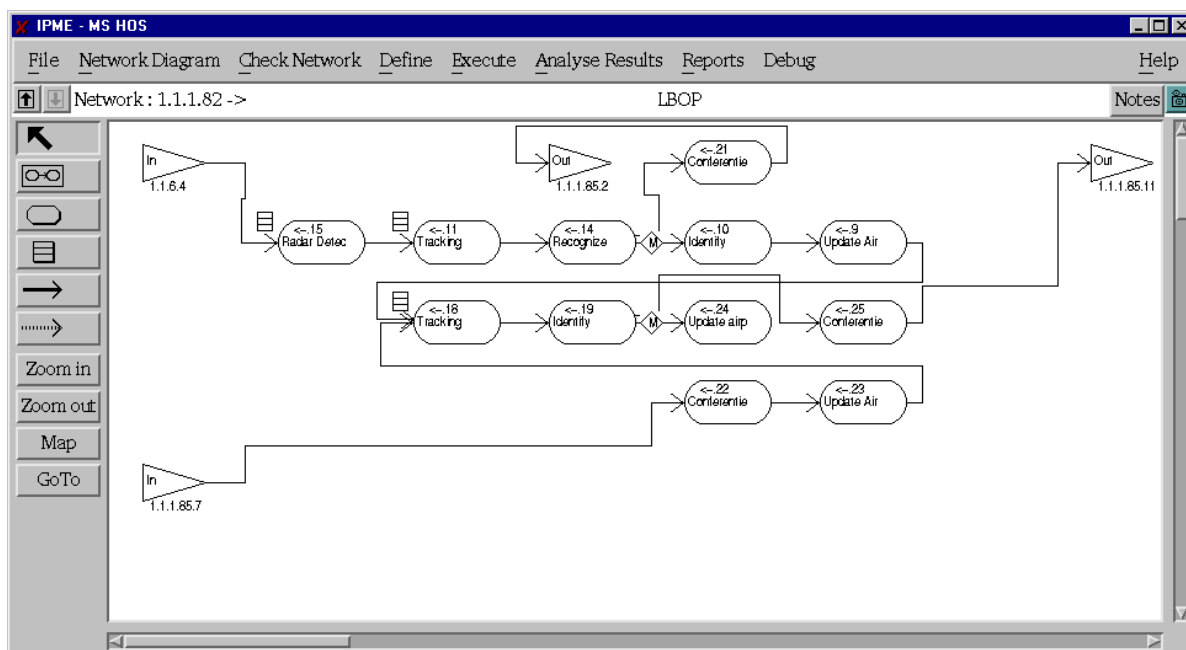 IPME - MS HOS
File Network Diagram Check Network Define Execute Analyse Results Reports Debug Help
Network : 1.1.1.82 -> LBOP Notes
In
1.1.6.4
Out
1.1.1.85.2
<-.21
Conferentie
Out
1.1.1.85.11
<-.15
Radar Detec
<-.11
Tracking
<-.14
Recognize
M
<-.10
Identify
<-.9
Update Air
<-.18
Tracking
<-.19
Identify
M
<-.24
Update airp
<-.25
Conferentie
<-.22
Conferentie
<-.23
Update Air
In
1.1.1.85.7
Zoom in
Zoom out
Map
GoTo